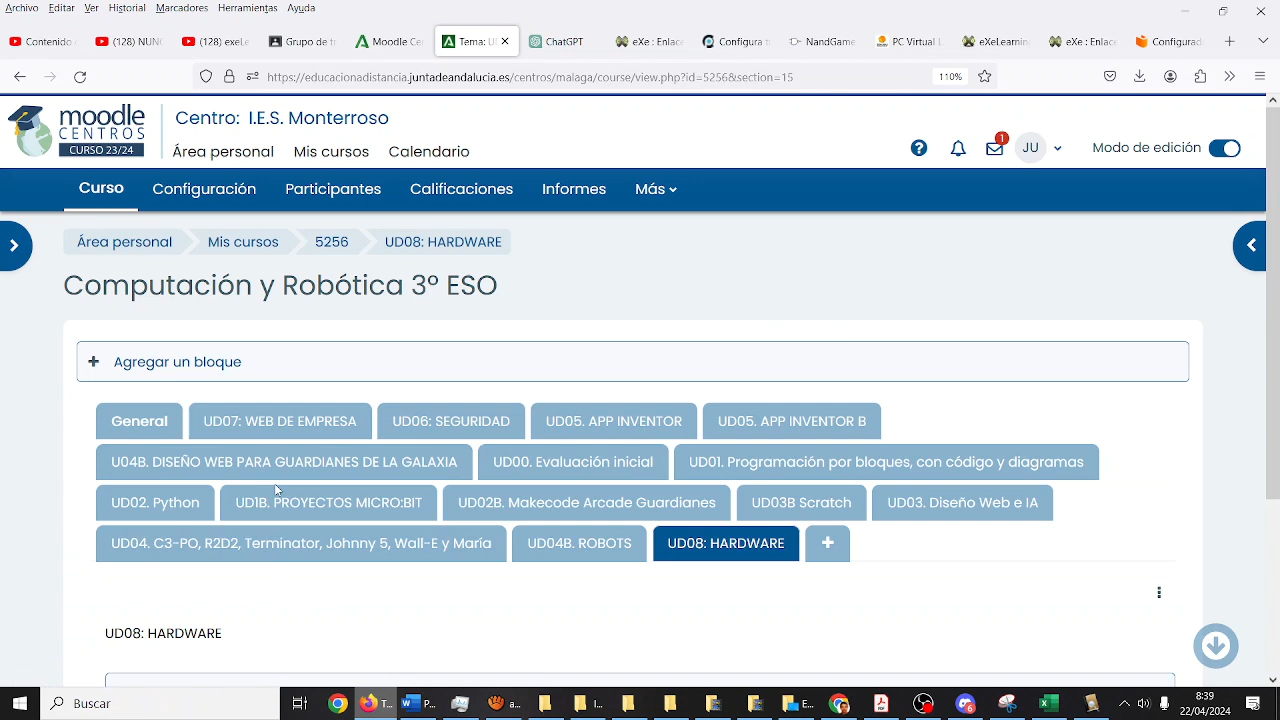 Archivo Editar Ver Historial Marcadores Herramientas Ayuda
Contenido
(128) NUNC
(128) exeLe
Grupo de t
Moodle Ce
Tema: U
ChatGPT
eXe : Enlac
Configura t
NandGame
PC Virtual L
eXeLearnin
eXe : Enlac
Configurad
https://educacionadistancia.juntadeandalucia.es/centros/malaga/course/view.php?id=5256&section=15
110%
moodle
CENTROS
CURSO 23/24
Centro: I.E.S. Monterroso
Área personal Mis cursos Calendario
1
JU
Modo de edición
Curso Configuración Participantes Calificaciones Informes Más
Área personal Mis cursos 5256 UD08: HARDWARE
Computación y Robótica 3º ESO
+ Agregar un bloque
General UD07: WEB DE EMPRESA UD06: SEGURIDAD UD05. APP INVENTOR UD05. APP INVENTOR B
U04B. DISEÑO WEB PARA GUARDIANES DE LA GALAXIA UD00. Evaluación inicial UD01. Programación por bloques, con código y diagramas
UD02. Python UD1B. PROYECTOS MICRO:BIT UD02B. Makecode Arcade Guardianes UD03B Scratch UD03. Diseño Web e IA
UD04. C3-PO, R2D2, Terminator, Johnny 5, Wall-E y María UD04B. ROBOTS UD08: HARDWARE +
UD08: HARDWARE
Buscar
8:39
22/04/2024